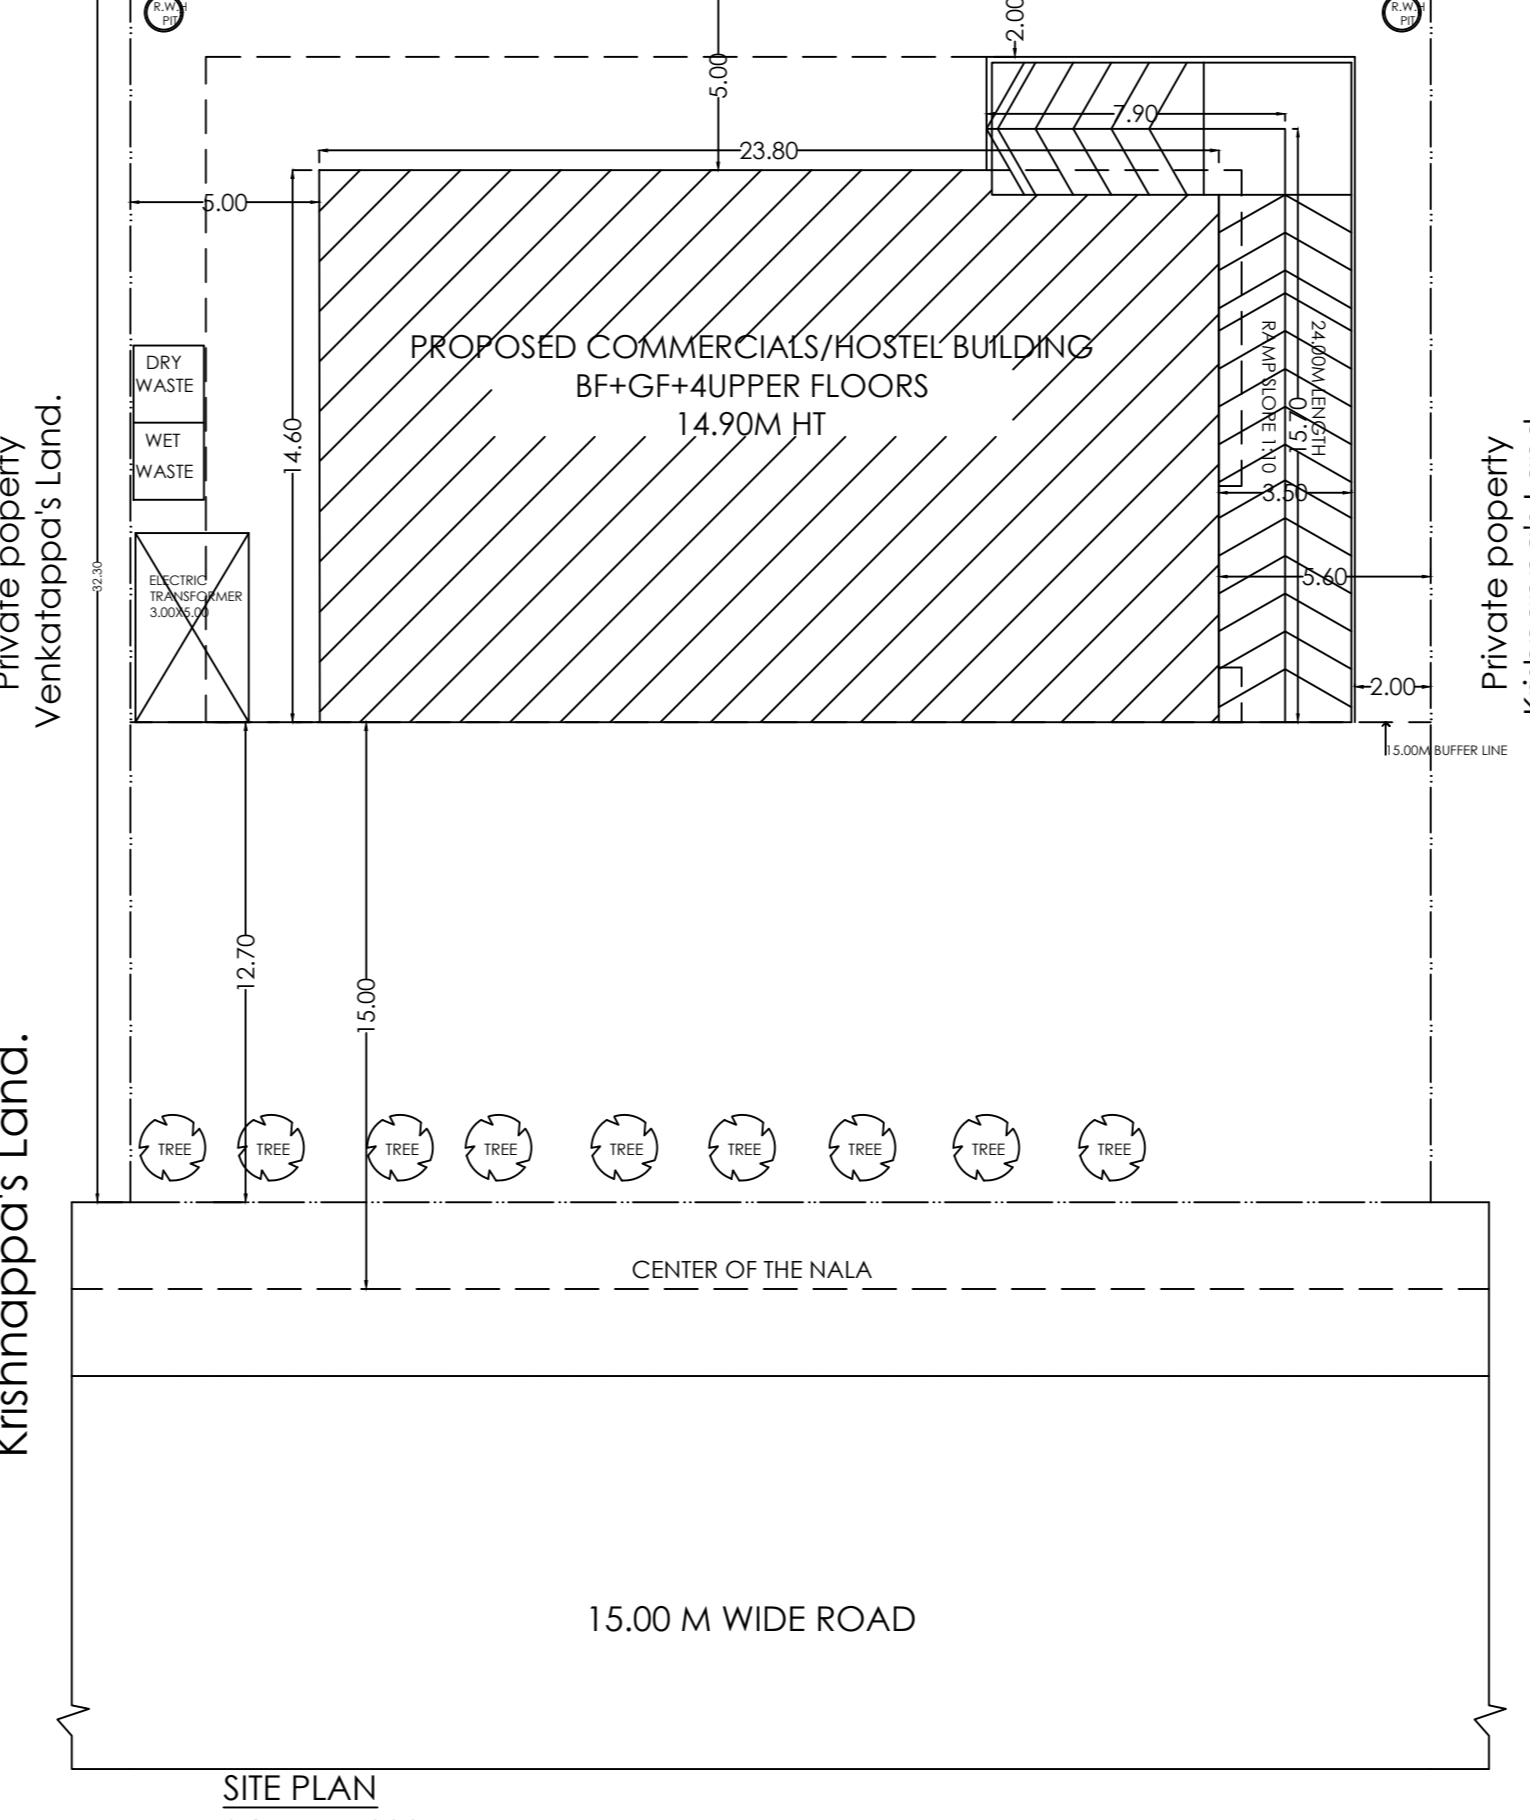 R.W.H
PIT
R.W.H
PIT
2.00
5.00
7.90
23.80
5.00
PROPOSED COMMERCIALS/HOSTEL BUILDING
BF+GF+4UPPER FLOORS
14.90M HT
DRY
WASTE
WET
WASTE
14.60
RAMP SLOPE 1:10
24.00M LENGTH
15.70
3.50
5.60
2.00
15.00M BUFFER LINE
ELECTRIC
TRANSFORMER
3.00X5.00
32.30
Private poperty
Venkatappa's Land.
Private poperty
12.70
15.00
Krishnappa's Land.
TREE TREE TREE TREE TREE TREE TREE TREE TREE
CENTER OF THE NALA
15.00 M WIDE ROAD
SITE PLAN